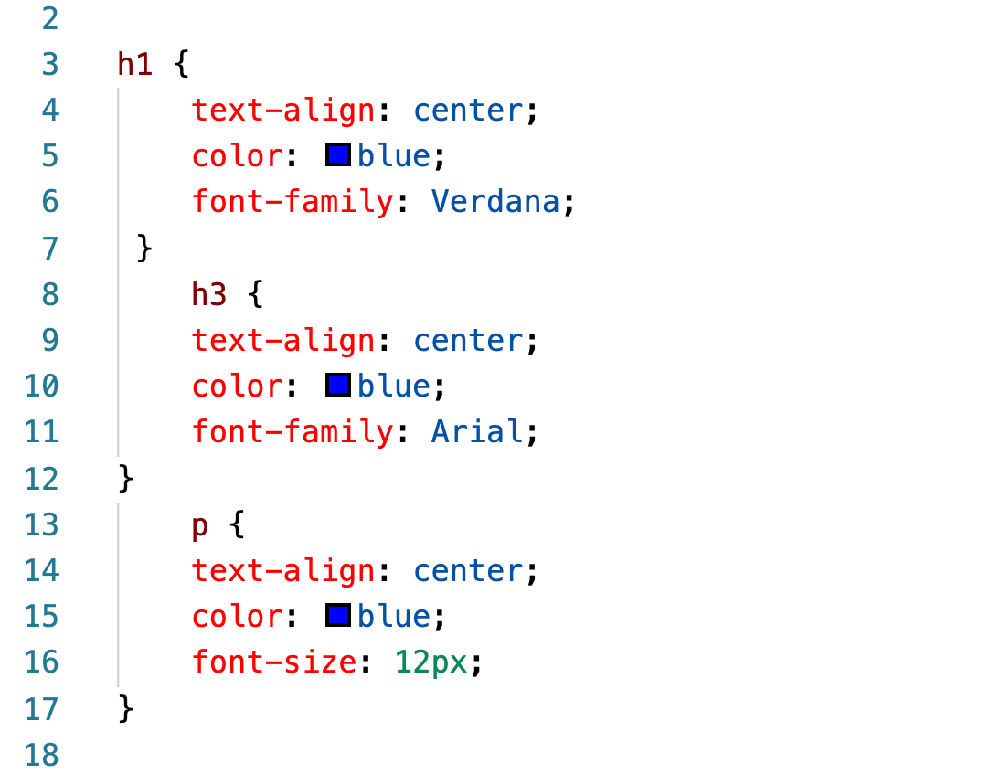 2
3 h1 {
4 text-align: center;
5 color: blue;
6 font-family: Verdana;
7 }
8 h3 {
9 text-align: center;
10 color: blue;
11 font-family: Arial;
12 }
13 p {
14 text-align: center;
15 color: blue;
16 font-size: 12px;
17 }
18